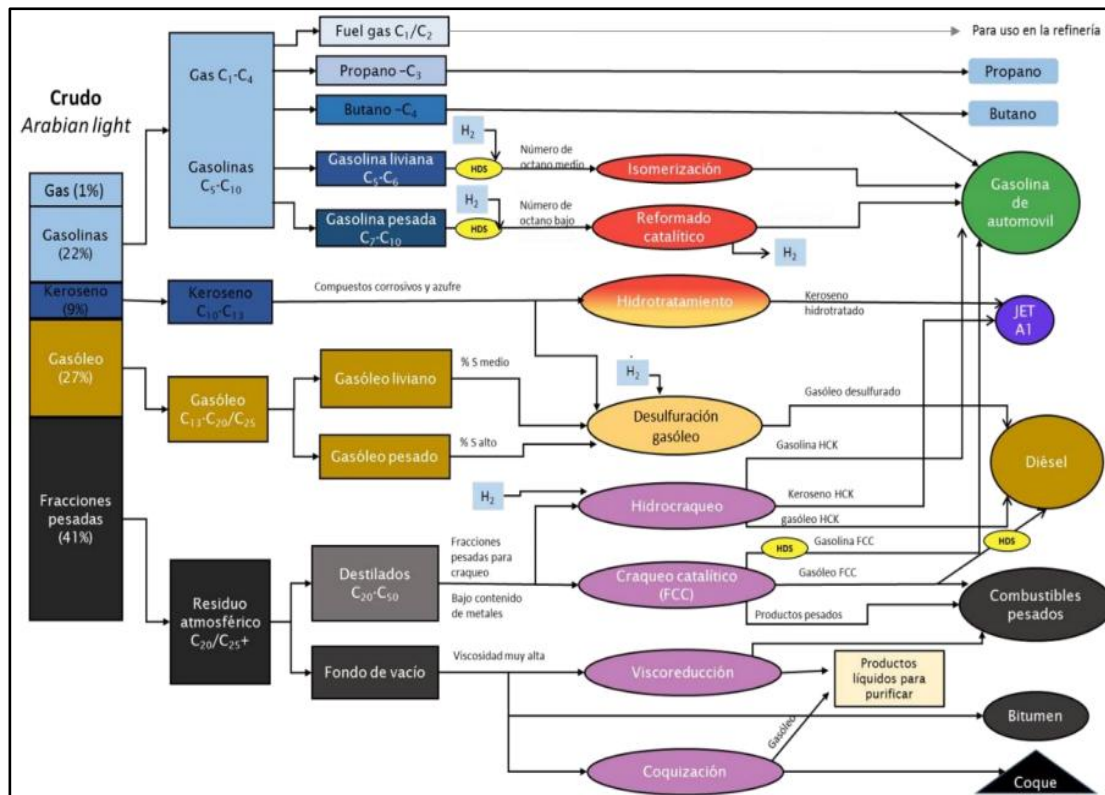 Crudo
Arabian light
Gas (1%)
Gasolinas
(22%)
Keroseno
(9%)
Gasóleo
(27%)
Fracciones
pesadas
(41%)
Gas C₁-C₄
Gasolinas
C₅-C₁₀
Keroseno
C₁₀-C₁₃
Gasóleo
C₁₃-C₂₀/C₂₅
Residuo
atmosférico
C₂₀/C₂₅+
Fuel gas C₁/C₂
Propano –C₃
Butano –C₄
Gasolina liviana
C₅-C₆
Gasolina pesada
C₇-C₁₀
Gasóleo liviano
Gasóleo pesado
Destilados
C₂₀-C₅₀
Fondo de vacío
H₂
HDS
Número de
octano medio
H₂
HDS
Número de
octano bajo
Compuestos corrosivos y azufre
% S medio
% S alto
H₂
H₂
Fracciones
pesadas para
craqueo
Bajo contenido
de metales
Viscosidad muy alta
Isomerización
Reformado
catalítico
H₂
Hidrotratamiento
Desulfuración
gasóleo
Hidrocraqueo
Craqueo catalítico
(FCC)
Viscoreducción
Coquización
Keroseno
hidrotratado
Gasóleo desulfurado
Gasolina HCK
Keroseno HCK
gasóleo HCK
HDS
Gasolina FCC
HDS
Gasóleo FCC
Productos pesados
Productos
líquidos para
purificar
Gasóleo
Para uso en la refinería
Propano
Butano
Gasolina
de
automovil
JET
A1
Diésel
Combustibles
pesados
Bitumen
Coque